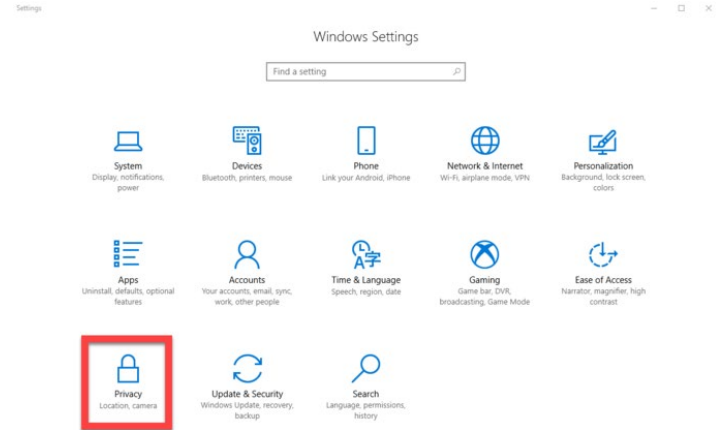 Settings
Windows Settings
Find a setting
System
Display, notifications,
power
Devices
Bluetooth, printers, mouse
Phone
Link your Android, iPhone
Network & Internet
Wi-Fi, airplane mode, VPN
Personalization
Background, lock screen,
colors
Apps
Uninstall, defaults, optional
features
Accounts
Your accounts, email, sync,
work, other people
Time & Language
Speech, region, date
Gaming
Game bar, DVR,
broadcasting, Game Mode
Ease of Access
Narrator, magnifier, high
contrast
Privacy
Location, camera
Update & Security
Windows Update, recovery,
backup
Search
Language, permissions,
history